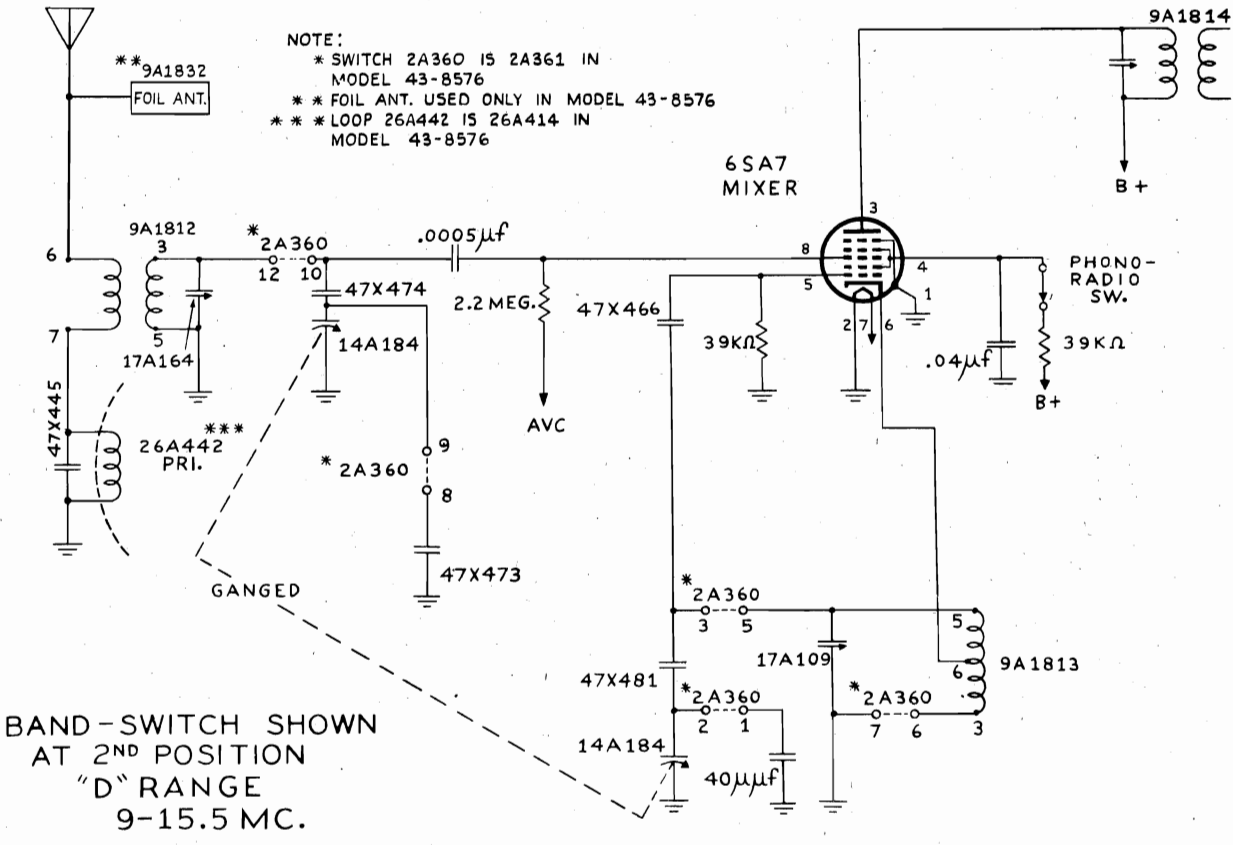 9A1814
NOTE:
* SWITCH 2A360 IS 2A361 IN
MODEL 43-8576
* * FOIL ANT. USED ONLY IN MODEL 43-8576
* * * LOOP 26A442 IS 26A414 IN
MODEL 43-8576
**9A1832
FOIL ANT.
6SA7
MIXER
B+
3
9A1812
6
3
*
2A360
12 10
.0005µf
8
5
4
1
PHONO-
RADIO
SW.
47X474
2.2 MEG.
47X466
2 7 6
7
5
17A164
14A184
39KΩ
.04µf
39KΩ
B+
AVC
47X445
***
26A442
PRI.
* 2A360
9
8
47X473
GANGED
*
2A360
3 5
5
17A109
6
9A1813
47X481
*2A360
2 1
*2A360
7 6
3
14A184
40µµf
BAND-SWITCH SHOWN
AT 2ND POSITION
"D" RANGE
9-15.5 MC.